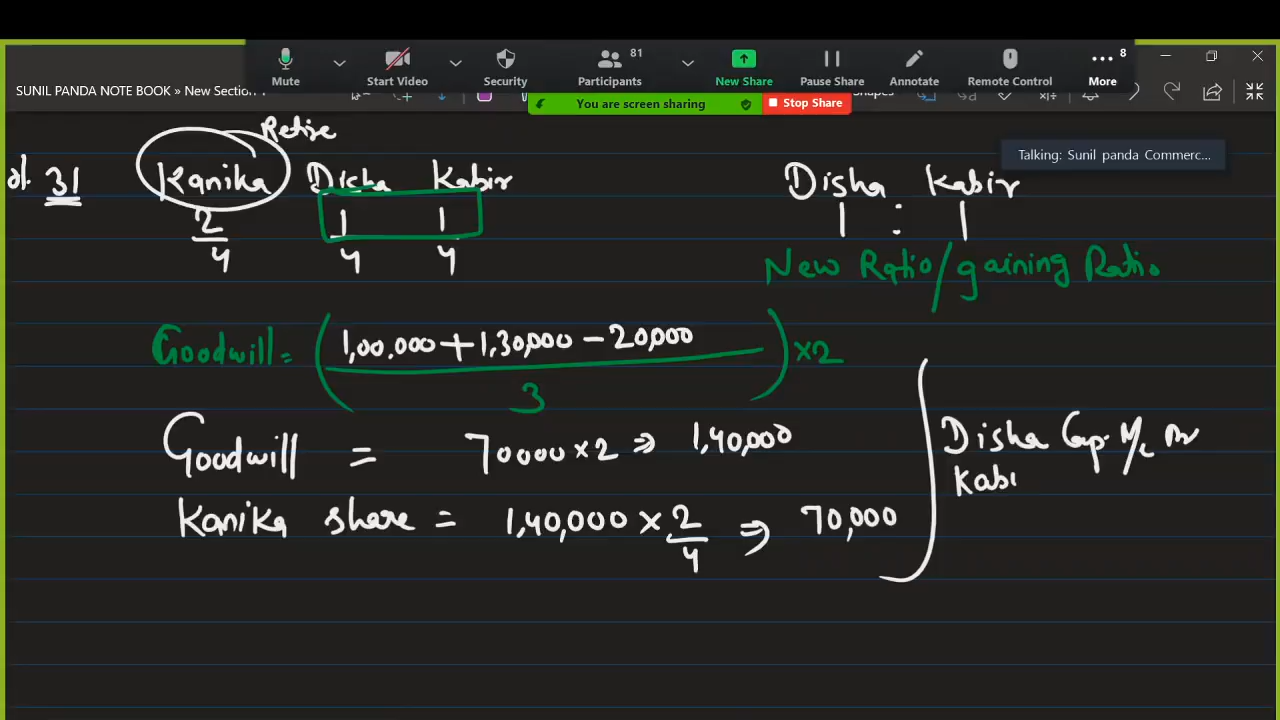 81
8
Mute
Start Video
Security
Participants
New Share
Pause Share
Annotate
Remote Control
More
SUNIL PANDA NOTE BOOK » New Section 1
You are screen sharing
Stop Share
Talking: Sunil panda Commerc...
Retire
31 Kanika Disha Kabir
2/4 1/4 1/4
Disha Kabir
1 : 1
New Ratio/gaining Ratio
Goodwill = (1,00,000 + 1,30,000 - 20,000 / 3) ×2
Goodwill = 70000 × 2 ⇒ 1,40,000
Kanika share = 1,40,000 × 2/4 ⇒ 70,000
Disha Cap. A/c Dr
Kabi